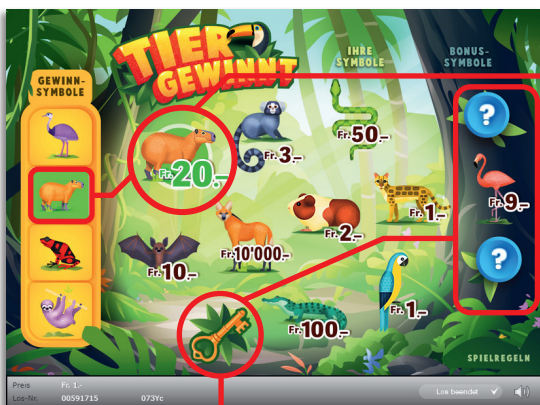 TIER
GEWINNT
IHRE
SYMBOLE
BONUS-
SYMBOLE
GEWINN-
SYMBOLE
Fr.20.–
Fr.3.–
Fr.50.–
?
Fr.10.–
Fr.10'000.–
Fr.2.–
Fr.1.–
Fr.9.–
Fr.100.–
Fr.1.–
?
SPIELREGELN
Preis Fr. 1.-
Los-Nr. 00591715 073Yc
Los beendet